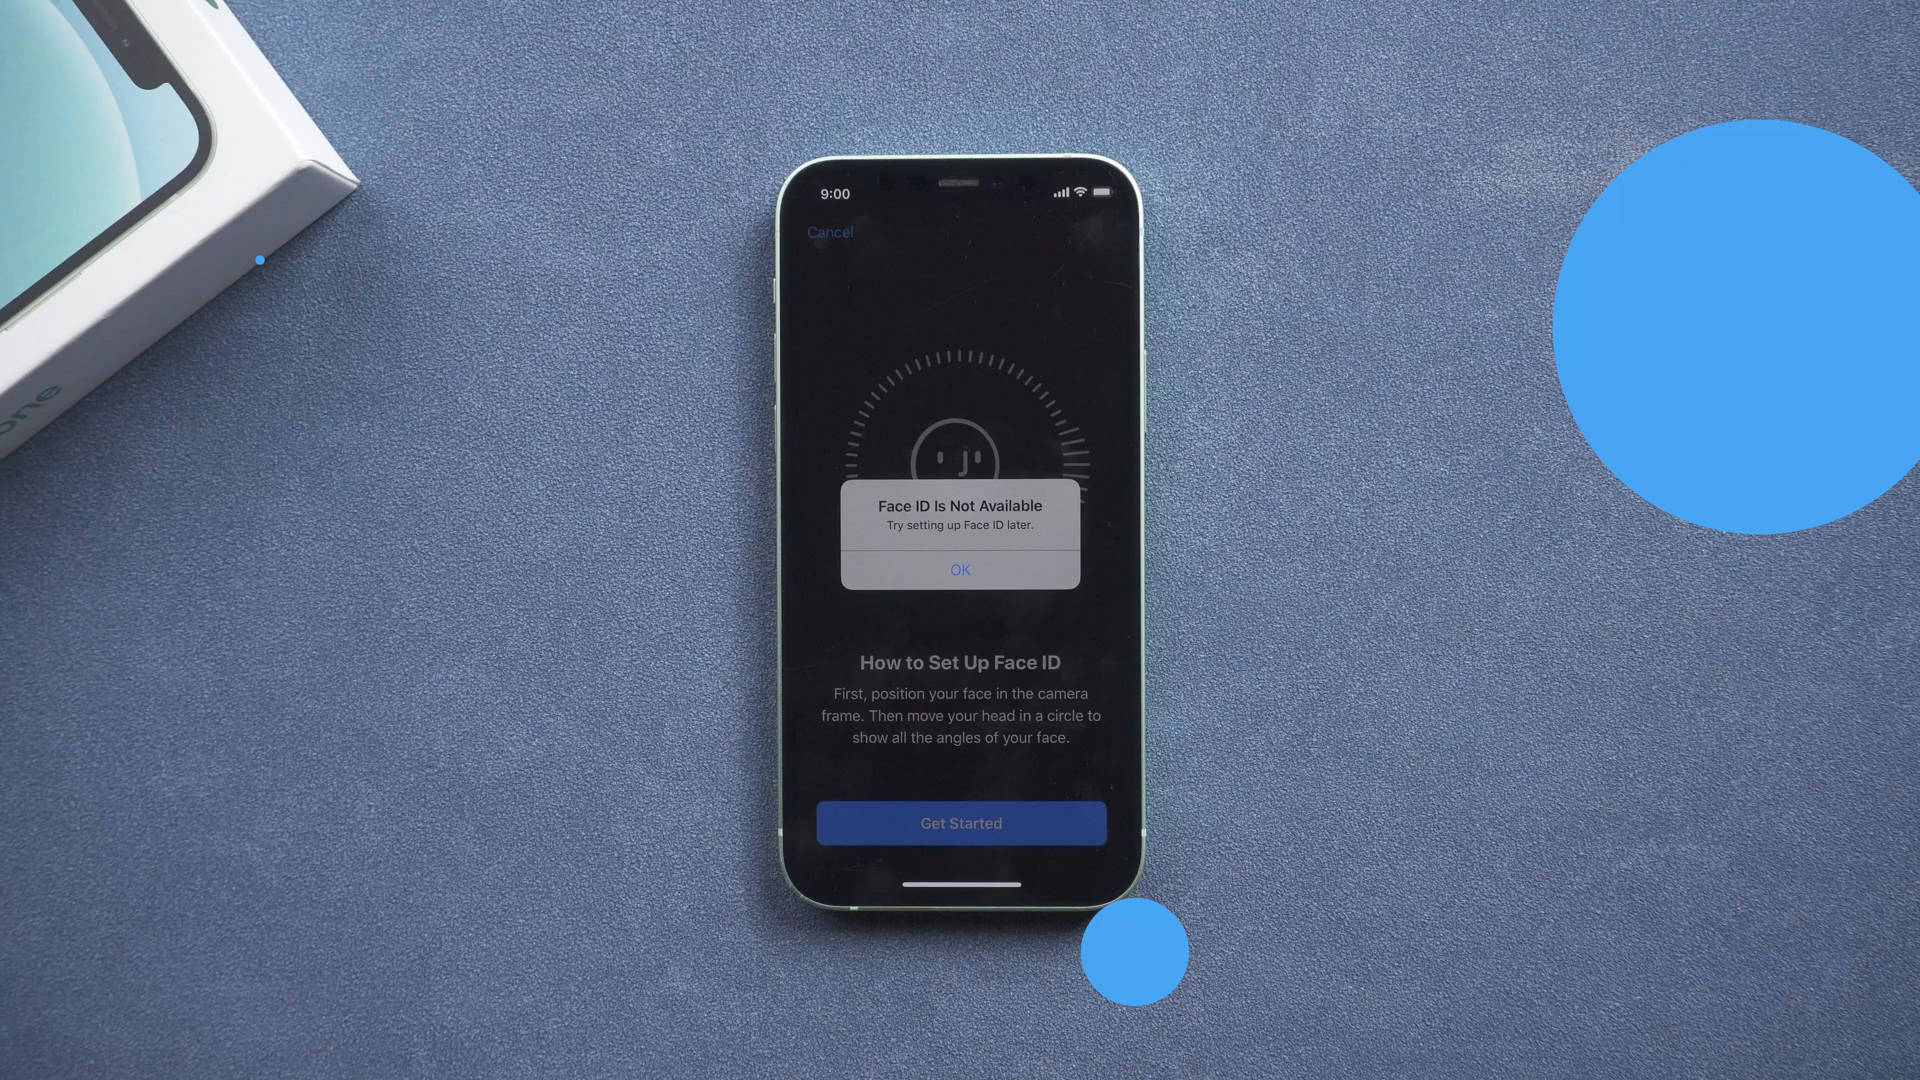 9:00
Cancel
Face ID Is Not Available
Try setting up Face ID later.
OK
How to Set Up Face ID
First, position your face in the camera
frame. Then move your head in a circle to
show all the angles of your face.
Get Started